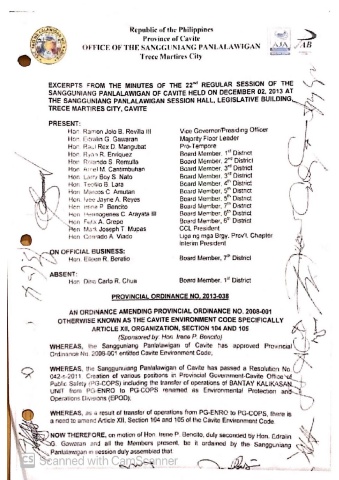 Republic of the Philippines
Province of Cavite
OFFICE OF THE SANGGUNIANG PANLALAWIGAN
Trece Martires City
EXCERPTS FROM THE MINUTES OF THE 22nd REGULAR SESSION OF THE
SANGGUNIANG PANLALAWIGAN OF CAVITE HELD ON DECEMBER 02, 2013 AT
THE SANGGUNIANG PANLALAWIGAN SESSION HALL, LEGISLATIVE BUILDING,
TRECE MARTIRES CITY, CAVITE
PRESENT:
Hon. Ramon Jolo B. Revilla III Vice Governor/Presiding Officer
Hon. Edralin G. Gawaran Majority Floor Leader
Hon. Raul Rex D. Mangubat Pro-Tempore
Hon. Ryan R. Enriquez Board Member, 1st District
Hon. Rolando S. Remulla Board Member, 2nd District
Hon. Arnel M. Cantimbuhan Board Member, 3rd District
Hon. Larry Boy S. Nato Board Member, 3rd District
Hon. Teofilo B. Lara Board Member, 4th District
Hon. Marcos C. Amutan Board Member, 5th District
Hon. Ivee Jayne A. Reyes Board Member, 5th District
Hon. Irene P. Bencito Board Member, 7th District
Hon. Hermogenes C. Arayata III Board Member, 6th District
Hon. Felix A. Grepo Board Member, 6th District
Hon. Mark Joseph T. Mupas CCL President
Hon. Conrado A. Viado Liga ng mga Brgy. Prov'l. Chapter
Interim President
ON OFFICIAL BUSINESS:
Hon. Eileen R. Beratio Board Member, 7th District
ABSENT:
Hon. Dino Carlo R. Chua Board Member, 1st District
PROVINCIAL ORDINANCE NO. 2013-038
AN ORDINANCE AMENDING PROVINCIAL ORDINANCE NO. 2008-001
OTHERWISE KNOWN AS THE CAVITE ENVIRONMENT CODE SPECIFICALLY
ARTICLE XII, ORGANIZATION, SECTION 104 AND 105
(Sponsored by: Hon. Irene P. Bencito)
WHEREAS, the Sangguniang Panlalawigan of Cavite has approved Provincial
Ordinance No. 2008-001 entitled Cavite Environment Code;
WHEREAS, the Sangguniang Panlalawigan of Cavite has passed a Resolution No.
042-s-2011, Creation of various positions in Provincial Government-Cavite Office of
Public Safety (PG-COPS) including the transfer of operations of BANTAY KALIKASAN
UNIT from PG-ENRO to PG-COPS renamed as Environmental Protection and
Operations Division (EPOD),
WHEREAS, as a result of transfer of operations from PG-ENRO to PG-COPS, there is
a need to amend Article XII, Section 104 and 105 of the Cavite Environment Code.
NOW THEREFORE, on motion of Hon. Irene P. Bencito, duly seconded by Hon. Edralin
G. Gawaran and all the Members present, be it ordained by the Sangguniang
Panlalawigan in session duly assembled that
CS Scanned with CamScanner